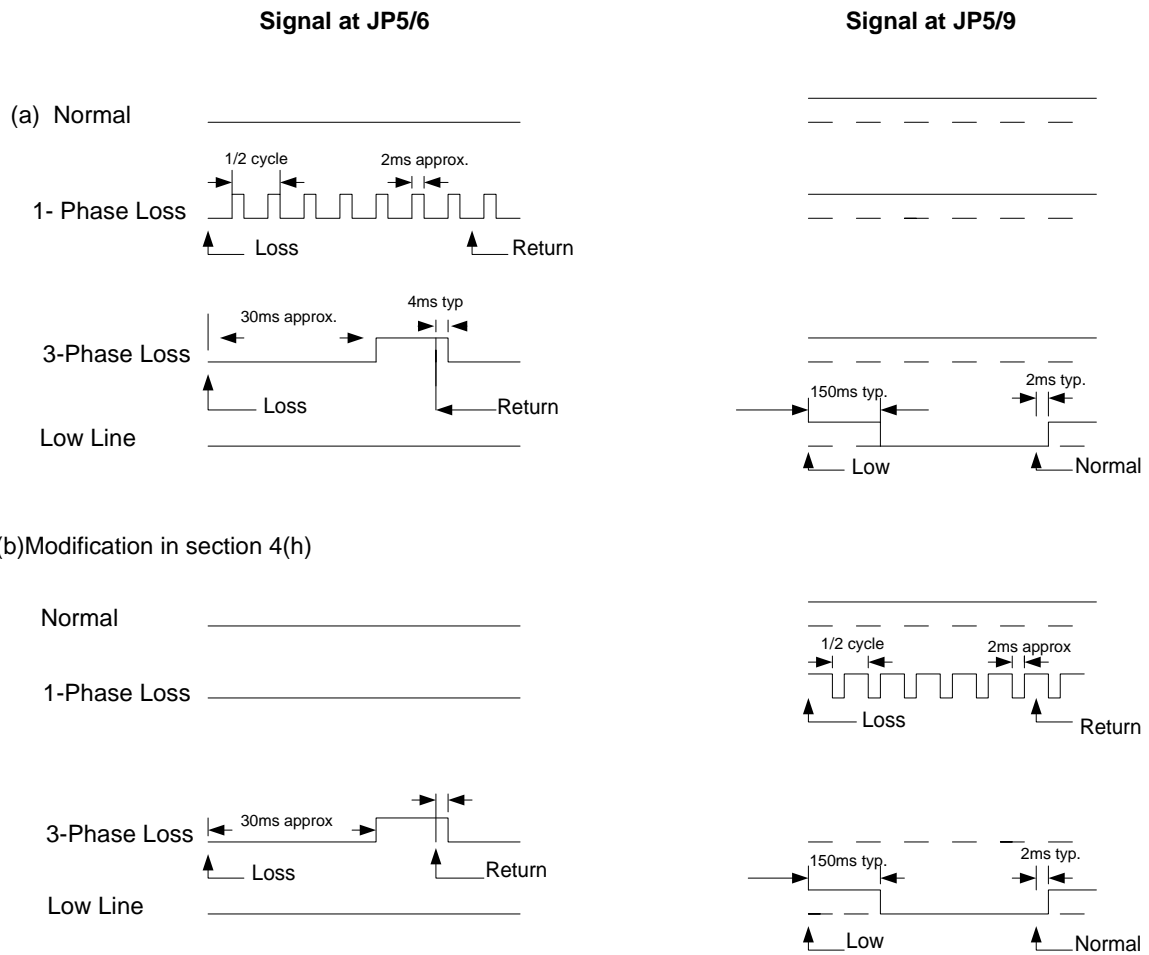 Signal at JP5/6
Signal at JP5/9
(a) Normal
1/2 cycle
2ms approx.
1- Phase Loss
Loss
Return
30ms approx.
4ms typ
3-Phase Loss
Loss
Return
150ms typ.
2ms typ.
Low Line
Low
Normal
(b)Modification in section 4(h)
Normal
1/2 cycle
2ms approx
1-Phase Loss
Loss
Return
30ms approx
3-Phase Loss
Loss
Return
150ms typ.
2ms typ.
Low Line
Low
Normal